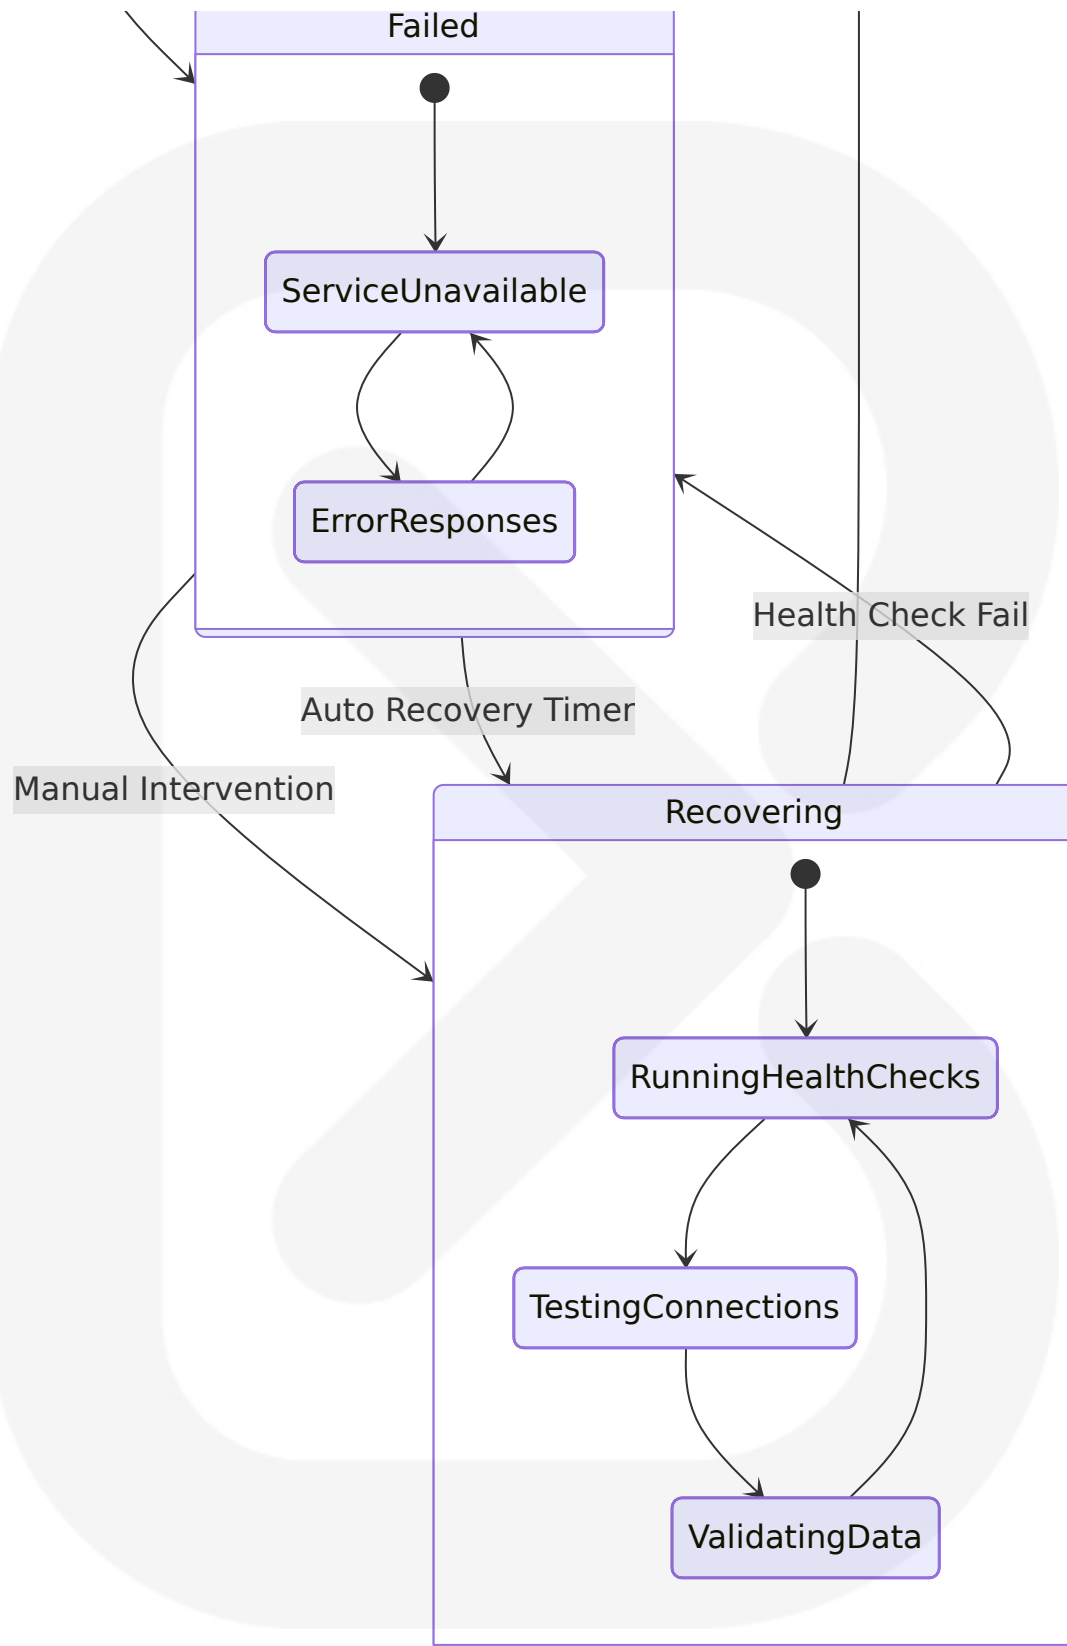 Failed
ServiceUnavailable
ErrorResponses
Health Check Fail
Auto Recovery Timer
Manual Intervention
Recovering
RunningHealthChecks
TestingConnections
ValidatingData